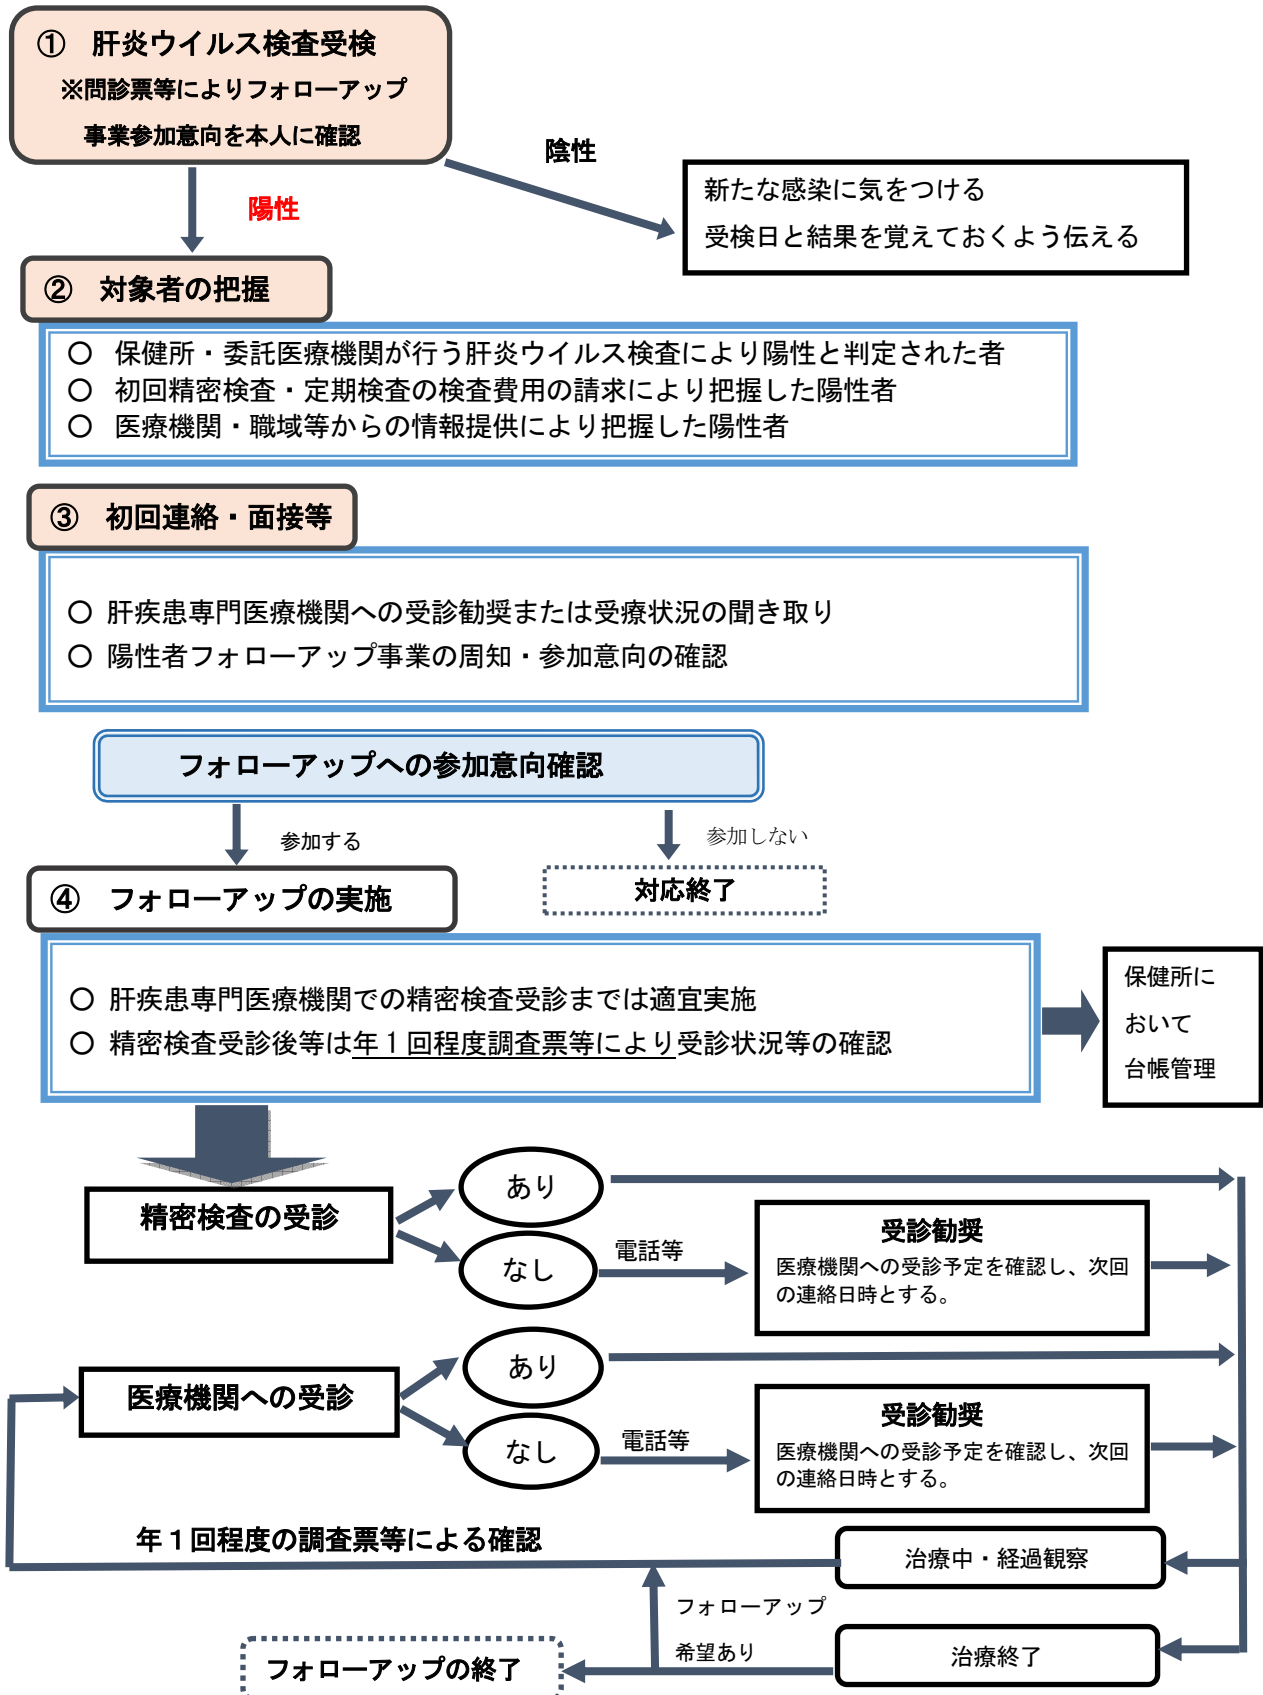 ① 肝炎ウイルス検査受検
※問診票等によりフォローアップ
事業参加意向を本人に確認
陰性
新たな感染に気をつける
受検日と結果を覚えておくよう伝える
陽性
② 対象者の把握
○ 保健所・委託医療機関が行う肝炎ウイルス検査により陽性と判定された者
○ 初回精密検査・定期検査の検査費用の請求により把握した陽性者
○ 医療機関・職域等からの情報提供により把握した陽性者
③ 初回連絡・面接等
○ 肝疾患専門医療機関への受診勧奨または受療状況の聞き取り
○ 陽性者フォローアップ事業の周知・参加意向の確認
フォローアップへの参加意向確認
参加する
参加しない
④ フォローアップの実施
対応終了
○ 肝疾患専門医療機関での精密検査受診までは適宜実施
○ 精密検査受診後等は年１回程度調査票等により受診状況等の確認
保健所に
おいて
台帳管理
精密検査の受診
あり
なし
電話等
受診勧奨
医療機関への受診予定を確認し、次回
の連絡日時とする。
医療機関への受診
あり
なし
電話等
受診勧奨
医療機関への受診予定を確認し、次回
の連絡日時とする。
年１回程度の調査票等による確認
治療中・経過観察
フォローアップ
希望あり
治療終了
フォローアップの終了